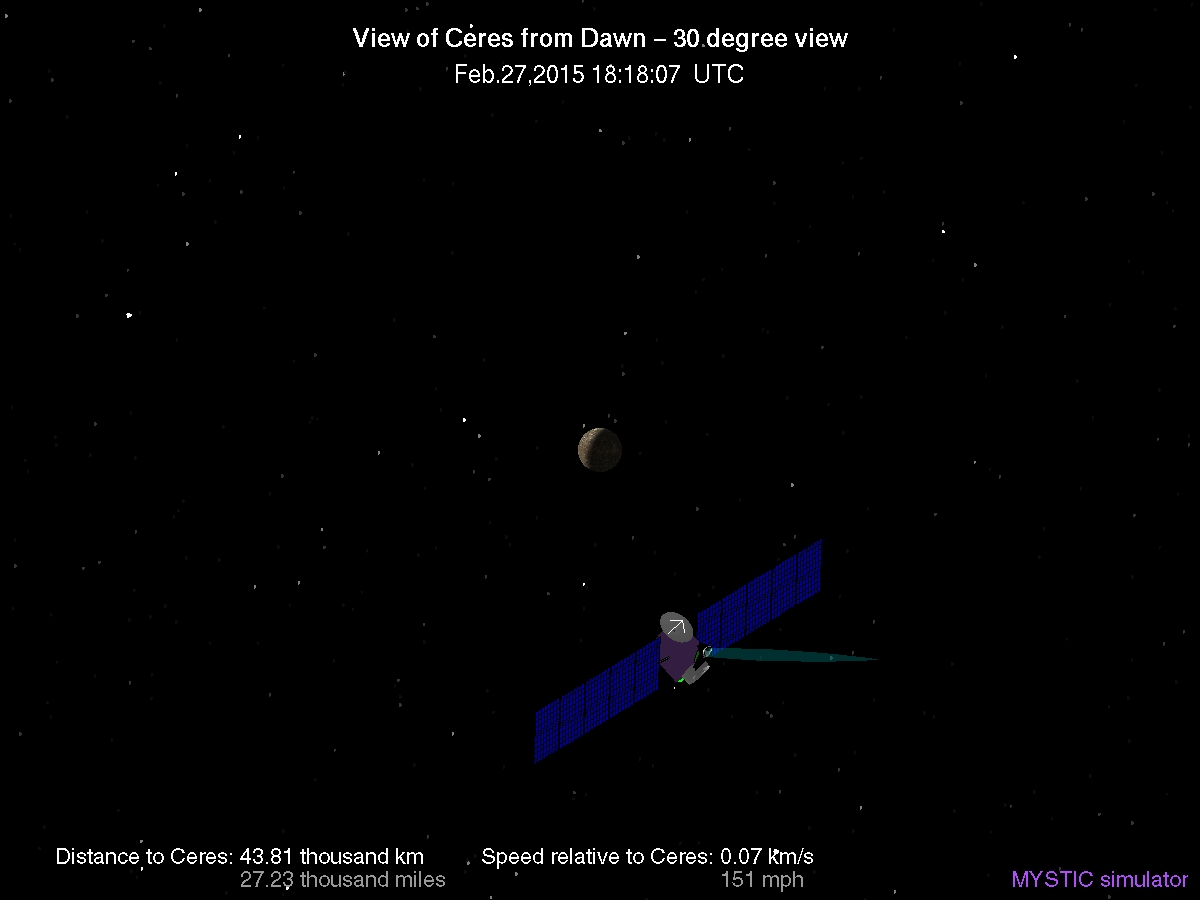 View of Ceres from Dawn – 30 degree view
Feb.27,2015 18:18:07 UTC
Distance to Ceres: 43.81 thousand km
27.23 thousand miles
Speed relative to Ceres: 0.07 km/s
151 mph
MYSTIC simulator